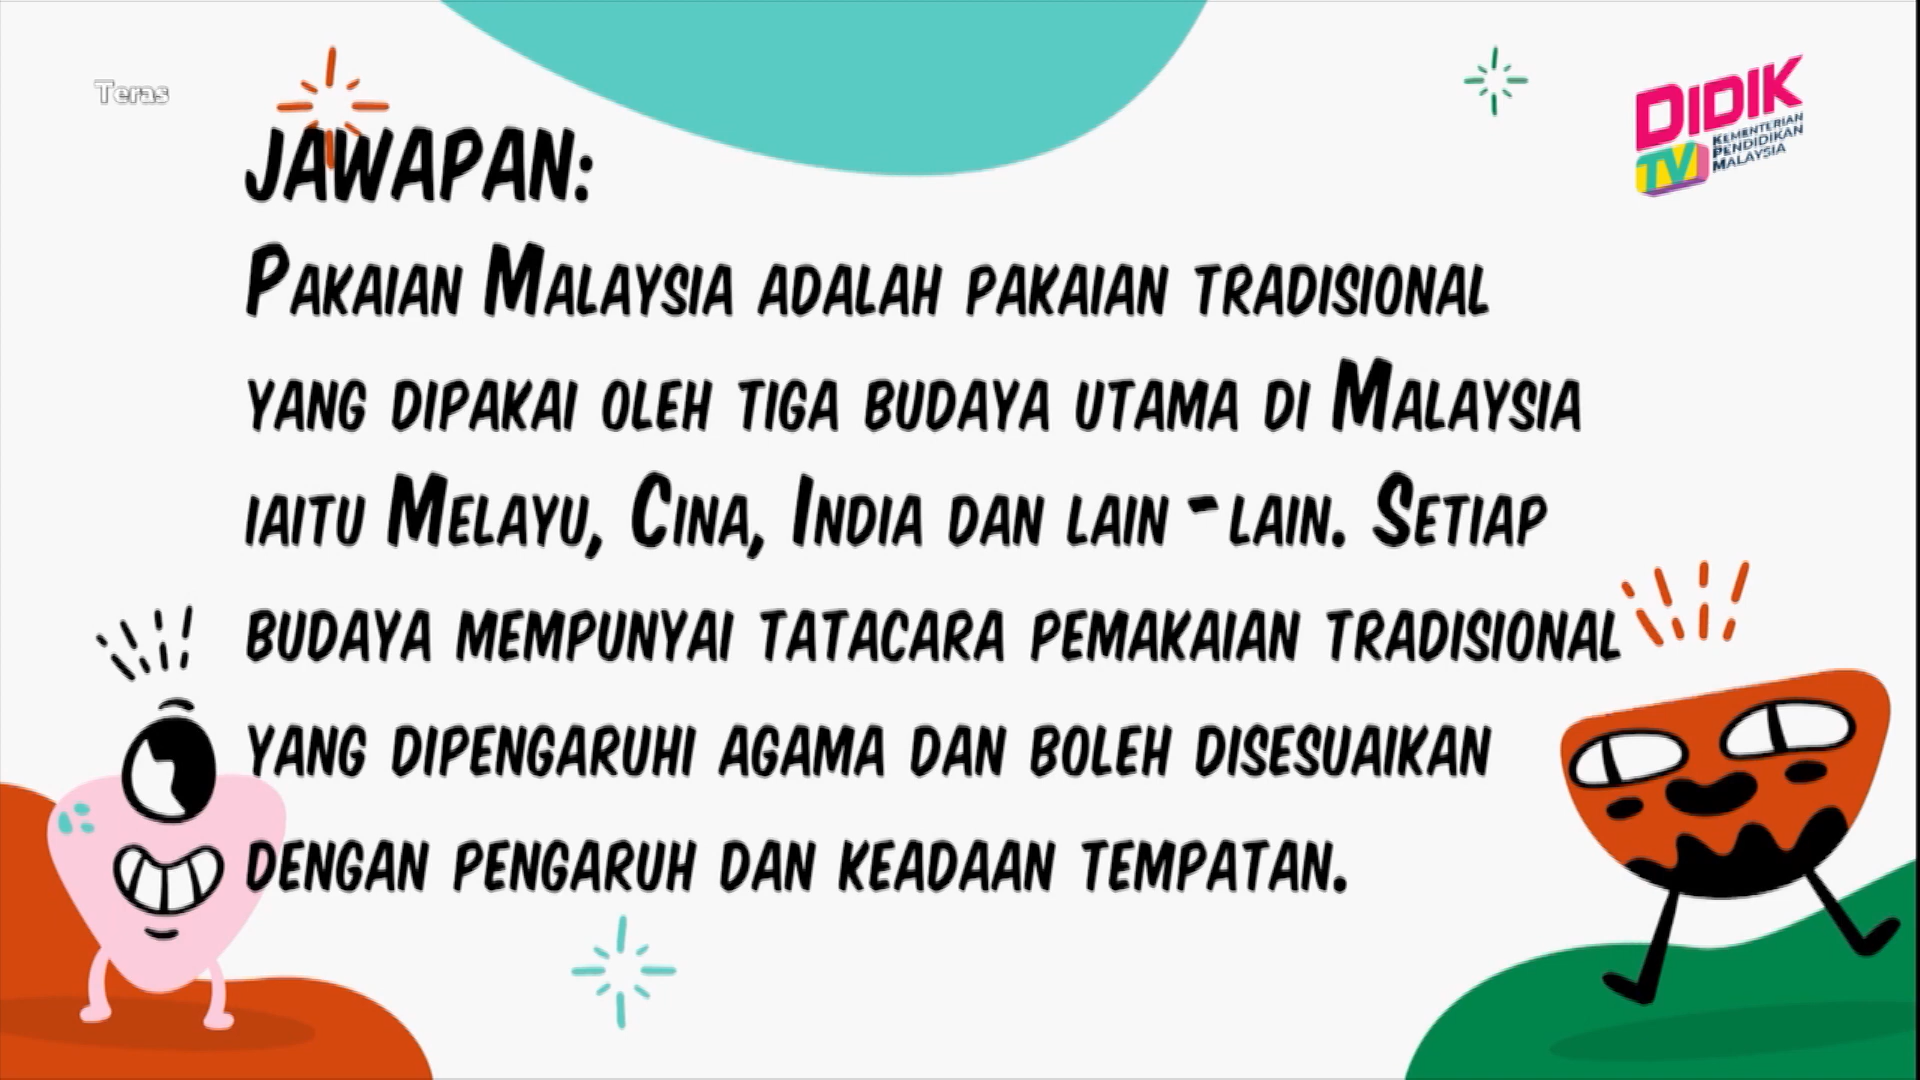 Teras
DIDIK
TV
KEMENTERIAN
PENDIDIKAN
MALAYSIA
JAWAPAN:
PAKAIAN MALAYSIA ADALAH PAKAIAN TRADISIONAL
YANG DIPAKAI OLEH TIGA BUDAYA UTAMA DI MALAYSIA
IAITU MELAYU, CINA, INDIA DAN LAIN -LAIN. SETIAP
BUDAYA MEMPUNYAI TATACARA PEMAKAIAN TRADISIONAL
YANG DIPENGARUHI AGAMA DAN BOLEH DISESUAIKAN
DENGAN PENGARUH DAN KEADAAN TEMPATAN.